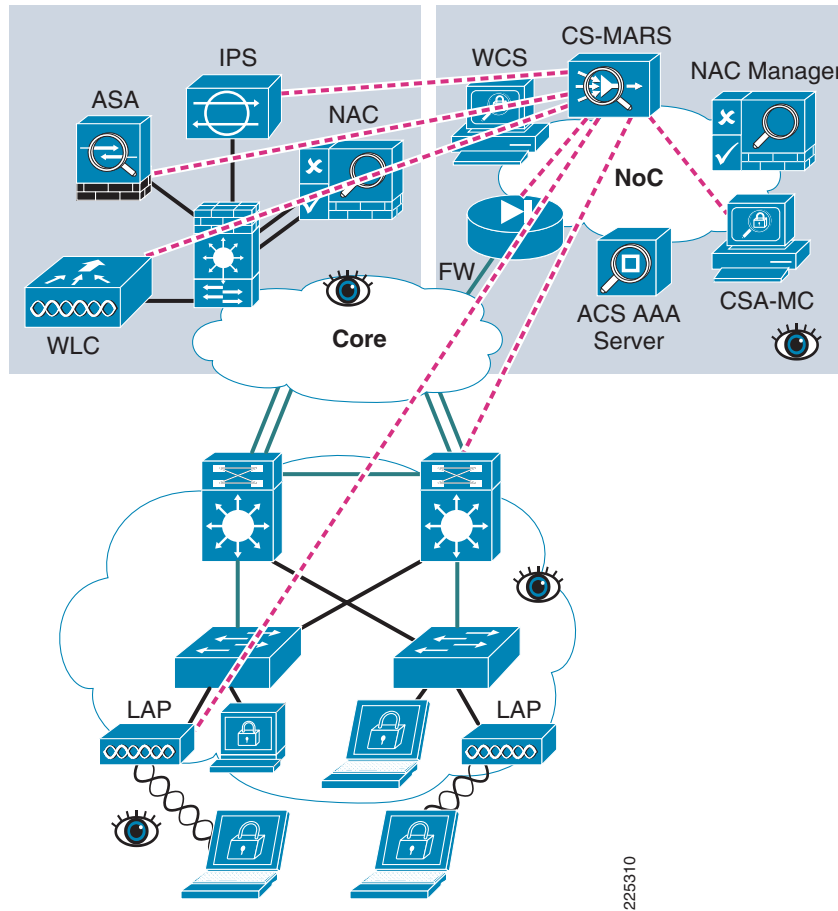 CS-MARS
IPS
WCS
NAC Manager
ASA
NAC
NoC
FW
WLC
Core
ACS AAA
Server
CSA-MC
LAP
LAP
225310